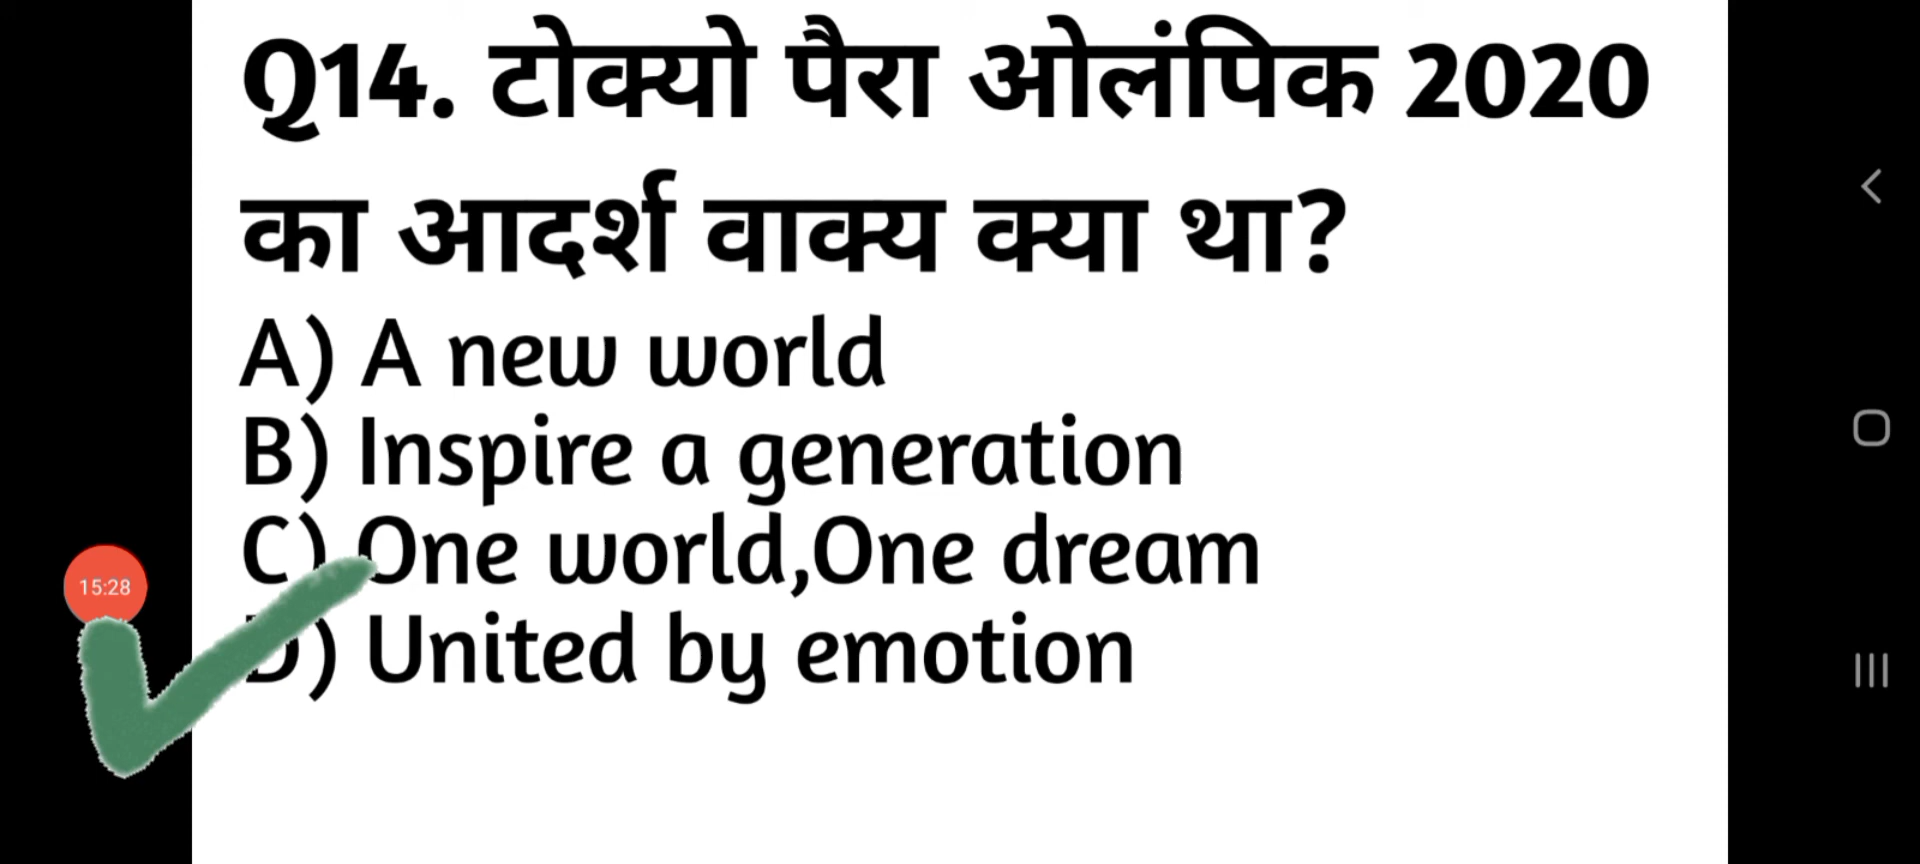 Q14. टोक्यो पैरा ओलंपिक 2020
का आदर्श वाक्य क्या था?
A) A new world
B) Inspire a generation
C) One world,One dream
D) United by emotion
15:28